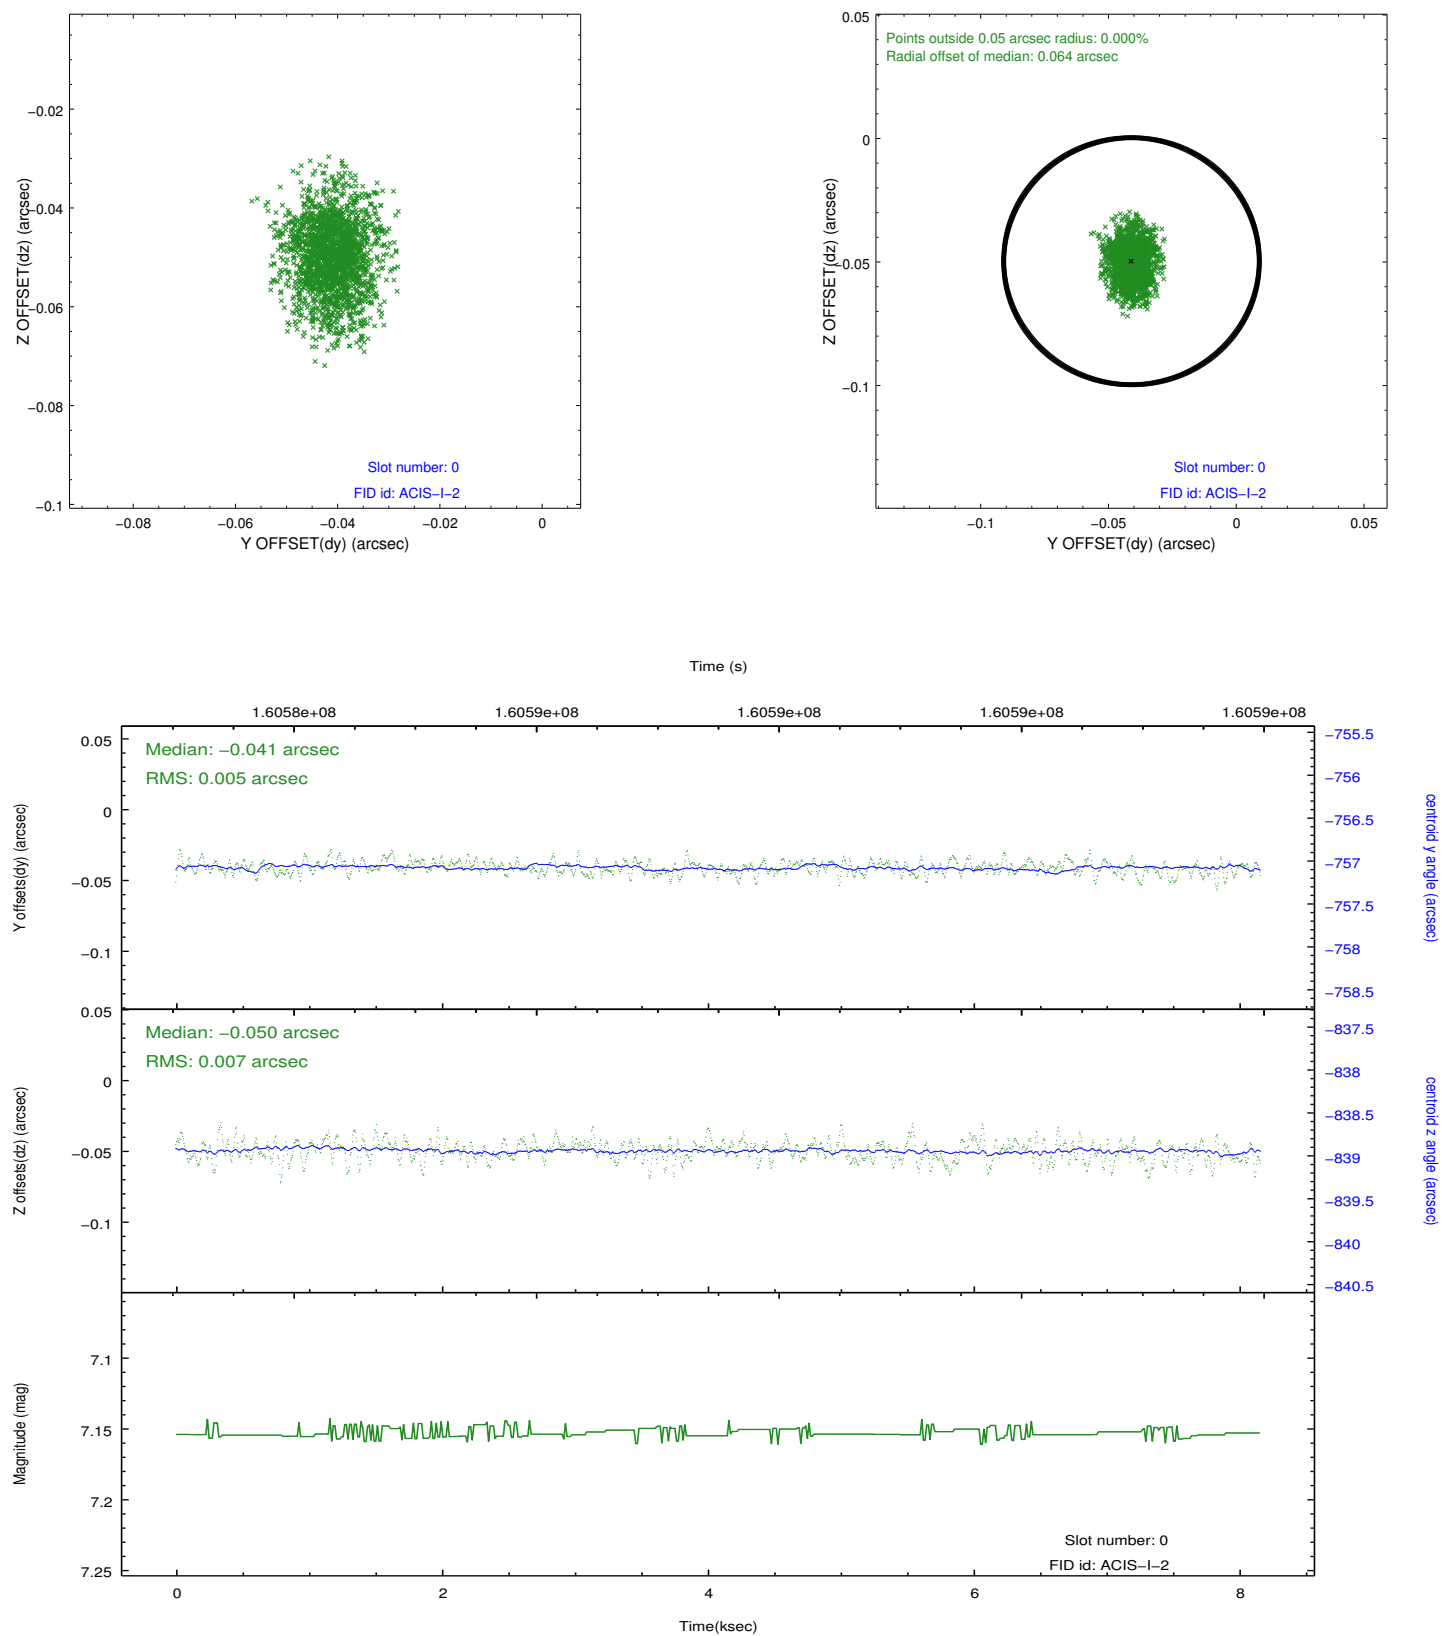 −0.02
−0.04
−0.06
−0.08
−0.1
Z OFFSET(dz) (arcsec)
Slot number: 0
FID id: ACIS−I−2
−0.08 −0.06 −0.04 −0.02 0
Y OFFSET(dy) (arcsec)
0.05
0
−0.05
−0.1
Z OFFSET(dz) (arcsec)
Points outside 0.05 arcsec radius: 0.000%
Radial offset of median: 0.064 arcsec
Slot number: 0
FID id: ACIS−I−2
−0.1 −0.05 0 0.05
Y OFFSET(dy) (arcsec)
Time (s)
1.6058e+08 1.6059e+08 1.6059e+08 1.6059e+08 1.6059e+08
0.05
0
−0.05
−0.1
Y offsets(dy) (arcsec)
Median: −0.041 arcsec
RMS: 0.005 arcsec
−755.5
−756
−756.5
−757
−757.5
−758
−758.5
centroid y angle (arcsec)
0.05
0
−0.05
−0.1
Z offsets(dz) (arcsec)
Median: −0.050 arcsec
RMS: 0.007 arcsec
−837.5
−838
−838.5
−839
−839.5
−840
−840.5
centroid z angle (arcsec)
7.1
7.15
7.2
7.25
Magnitude (mag)
Slot number: 0
FID id: ACIS−I−2
0 2 4 6 8
Time(ksec)